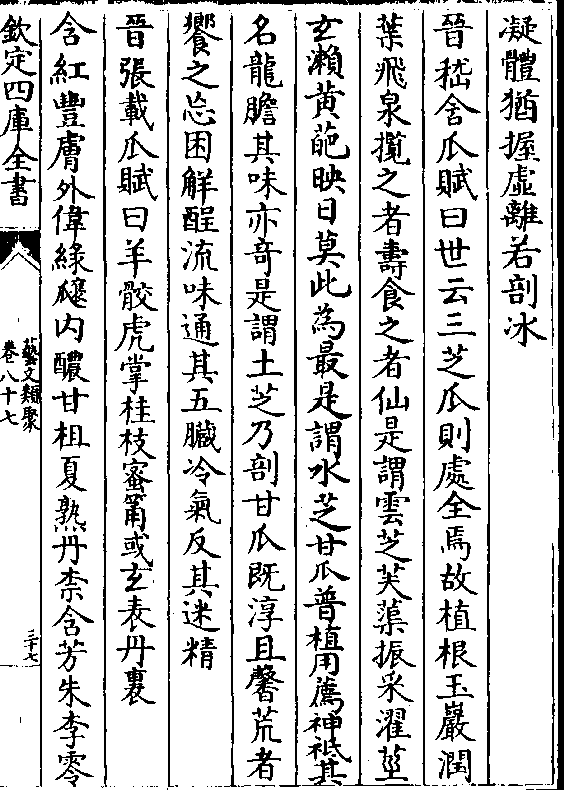 凝體猶握虛離若剖冰
晉嵇含瓜賦曰世云三芝瓜則處全焉故植根玉巖潤
葉飛泉攬之者壽食之者仙是謂雲芝芙蕖振采濯莖
玄瀨黃葩映日莫此為最是謂水芝甘瓜普植用薦神祗其
名龍膽其味亦奇是謂土芝乃剖甘瓜既淳且馨荒者
饗之忘困解酲流味通其五臟冷氣反其迷精
晉張載瓜賦曰羊骹虎掌桂枝蜜筩或玄表丹裏
含紅豐膚外偉綠瓤内醲甘柤夏熟丹柰含芳朱李零
欽定四庫全書
藝文類聚
卷八十七
三十七